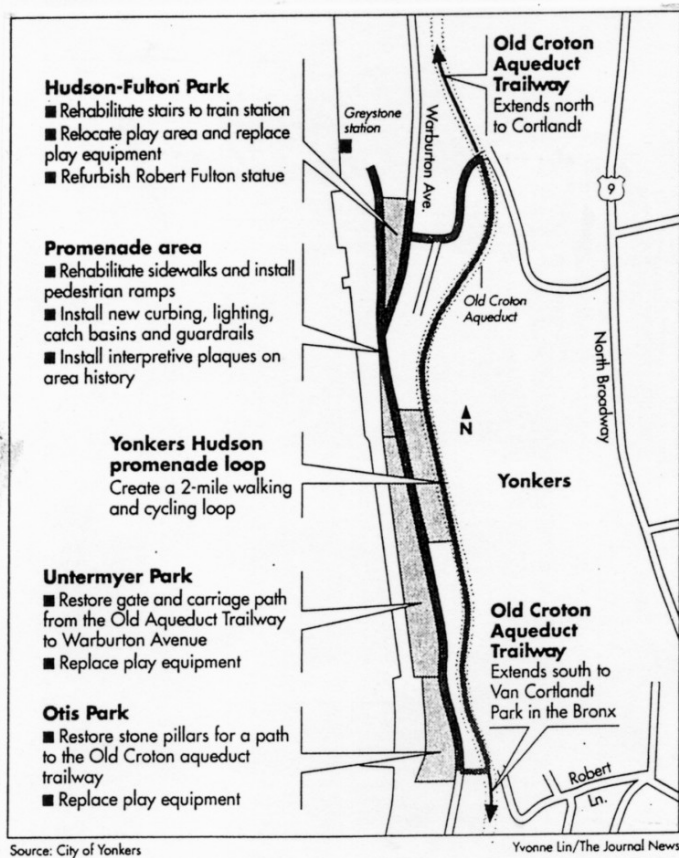 Hudson-Fulton Park
■ Rehabilitate stairs to train station
■ Relocate play area and replace
play equipment
■ Refurbish Robert Fulton statue
Promenade area
■ Rehabilitate sidewalks and install
pedestrian ramps
■ Install new curbing, lighting,
catch basins and guardrails
■ Install interpretive plaques on
area history
Yonkers Hudson
promenade loop
Create a 2-mile walking
and cycling loop
Untermyer Park
■ Restore gate and carriage path
from the Old Aqueduct Trailway
to Warburton Avenue
■ Replace play equipment
Otis Park
■ Restore stone pillars for a path
to the Old Croton aqueduct
trailway
■ Replace play equipment
Greystone
station
Warburton Ave.
Old Croton
Aqueduct
Trailway
Extends north
to Cortlandt
9
Old Croton
Aqueduct
North Broadway
N
Yonkers
Old Croton
Aqueduct
Trailway
Extends south to
Van Cortlandt
Park in the Bronx
Robert
Ln.
Source: City of Yonkers
Yvonne Lin/The Journal News